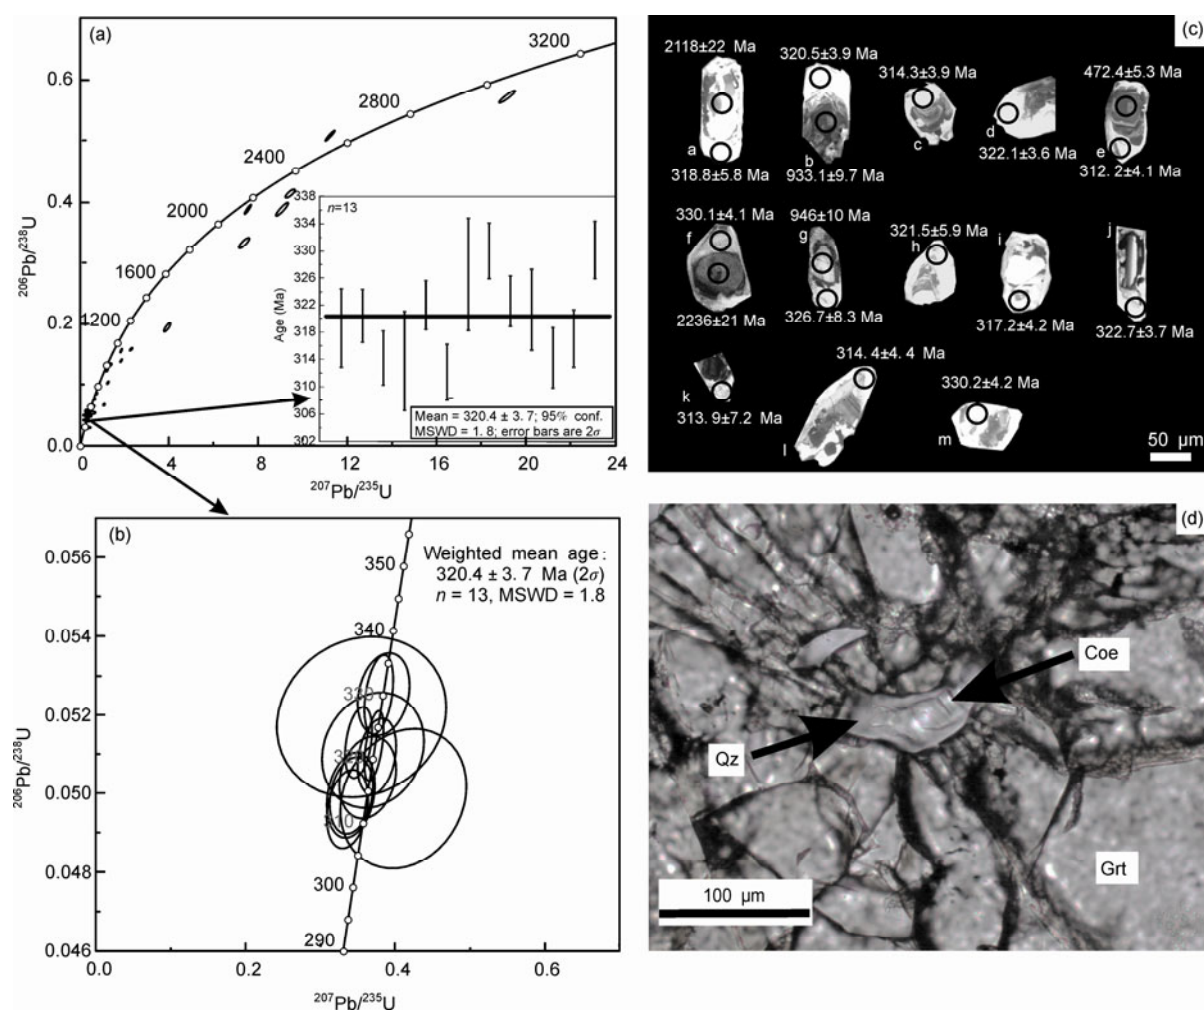 (a)
3200
2800
2400
2000
1600
1200
0.6
0.4
0.2
0.0
0
6
12
18
24
206Pb/238U
207Pb/235U
338
334
330
326
322
318
314
310
306
302
Age (Ma)
n=13
Mean = 320.4 ± 3.7; 95% conf.
MSWD = 1.8; error bars are 2σ
(b)
Weighted mean age:
320.4 ± 3.7 Ma (2σ)
n = 13, MSWD = 1.8
350
340
330
310
300
290
0.056
0.054
0.052
0.050
0.048
0.046
0.0
0.2
0.4
0.6
206Pb/238U
207Pb/235U
(c)
2118±22 Ma
320.5±3.9 Ma
314.3±3.9 Ma
472.4±5.3 Ma
a
b
c
d
e
322.1±3.6 Ma
318.8±5.8 Ma
933.1±9.7 Ma
312.2±4.1 Ma
330.1±4.1 Ma
946±10 Ma
321.5±5.9 Ma
f
g
h
i
j
2236±21 Ma
326.7±8.3 Ma
317.2±4.2 Ma
322.7±3.7 Ma
314.4±4.4 Ma
330.2±4.2 Ma
k
313.9±7.2 Ma
l
m
50 µm
(d)
Coe
Qz
Grt
100 µm